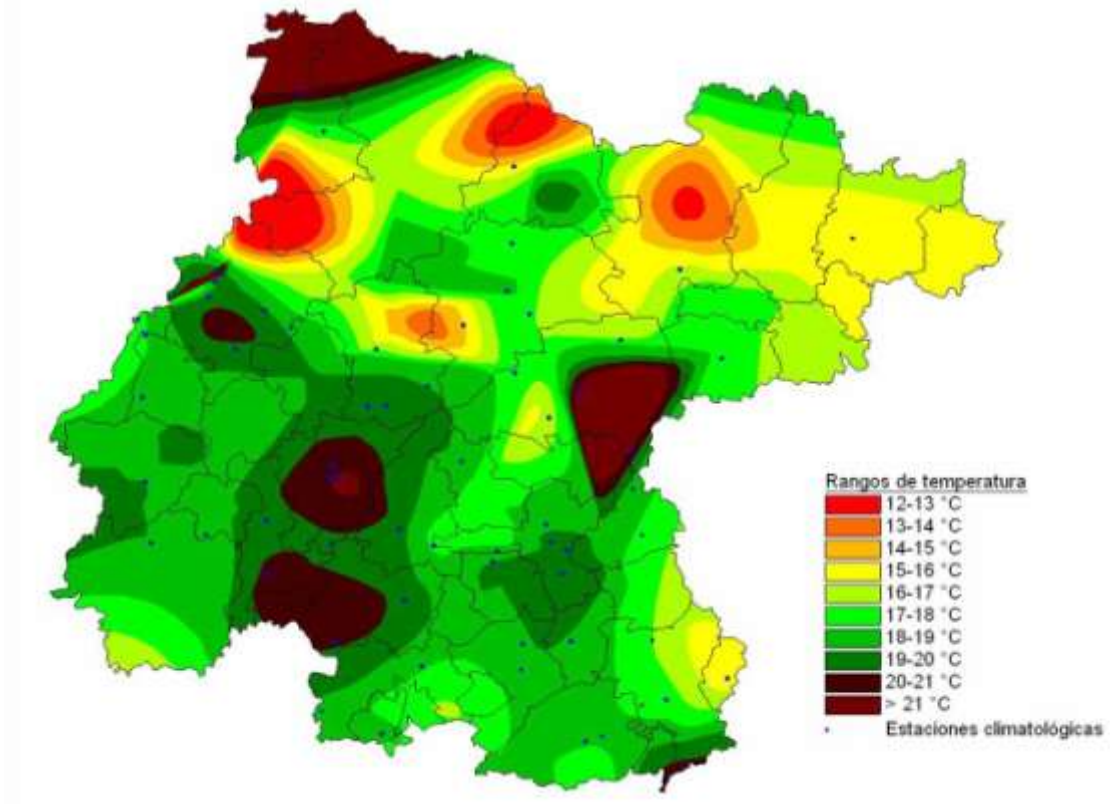 Rangos de temperatura
12-13 °C
13-14 °C
14-15 °C
15-16 °C
16-17 °C
17-18 °C
18-19 °C
19-20 °C
20-21 °C
> 21 °C
Estaciones climatológicas